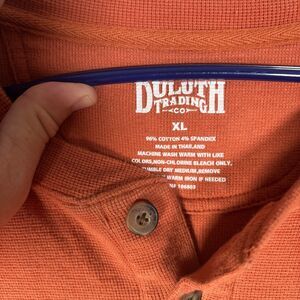 DULUTH
TRADING
CO
XL
96% COTTON 4% SPANDEX
MADE IN THAILAND
MACHINE WASH WARM WITH LIKE
COLORS,NON-CHLORINE BLEACH ONLY.
TUMBLE DRY MEDIUM,REMOVE
WARM IRON IF NEEDED
106803